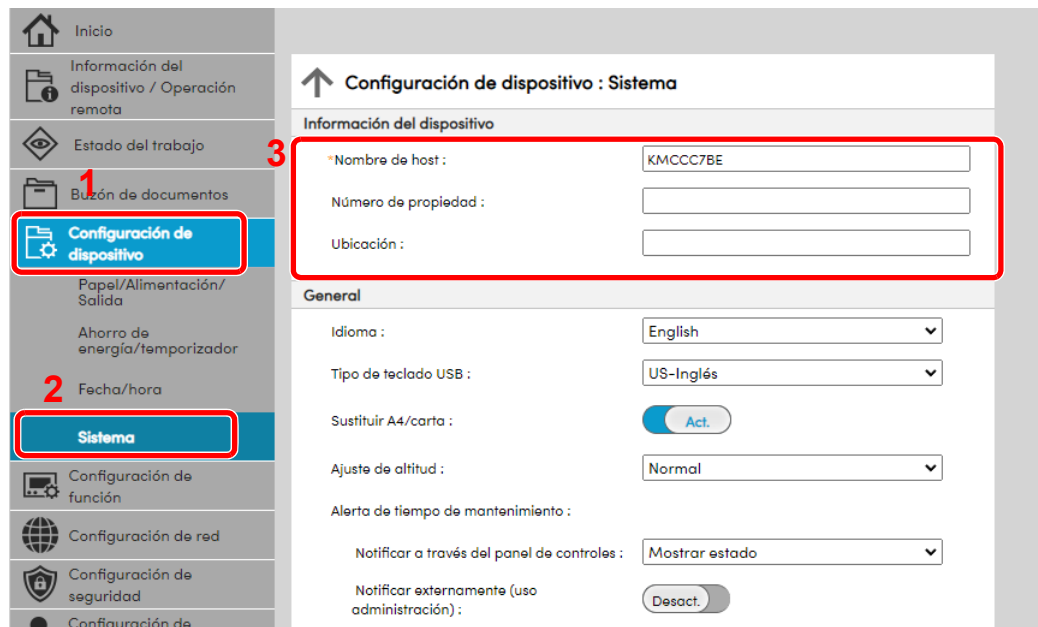 Inicio
Información del
dispositivo / Operación
remota
Estado del trabajo
1
Buzón de documentos
Configuración de
dispositivo
Papel/Alimentación/
Salida
Ahorro de
energía/temporizador
2
Fecha/hora
Sistema
Configuración de
función
Configuración de red
Configuración de
seguridad
Configuración de
Configuración de dispositivo : Sistema
Información del dispositivo
3
*Nombre de host : KMCCC7BE
Número de propiedad :
Ubicación :
General
Idioma : English
Tipo de teclado USB : US-Inglés
Sustituir A4/carta : Act.
Ajuste de altitud : Normal
Alerta de tiempo de mantenimiento :
Notificar a través del panel de controles : Mostrar estado
Notificar externamente (uso
administración) : Desact.